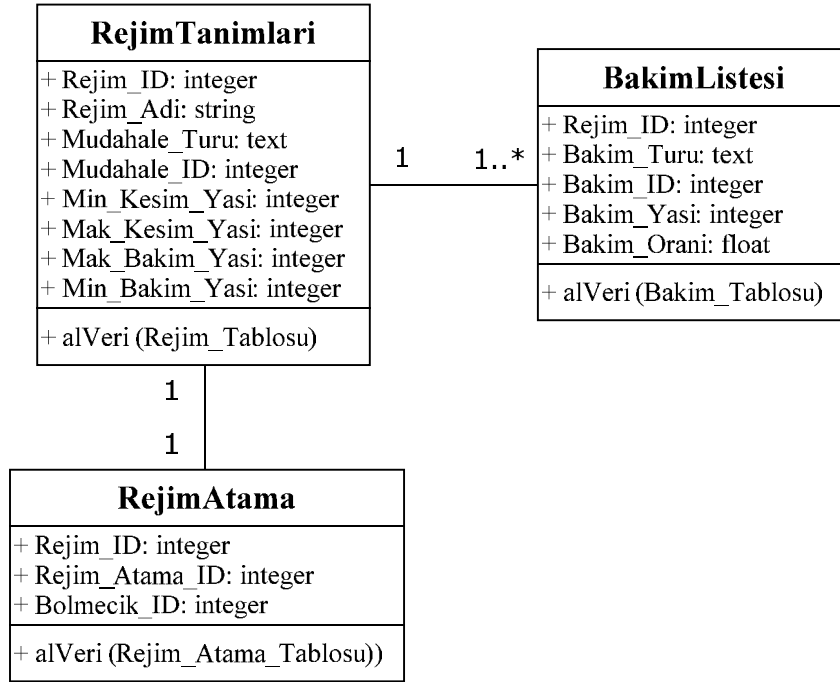 RejimTanimlari
+ Rejim_ID: integer
+ Rejim_Adi: string
+ Mudahale_Turu: text
+ Mudahale_ID: integer
+ Min_Kesim_Yasi: integer
+ Mak_Kesim_Yasi: integer
+ Mak_Bakim_Yasi: integer
+ Min_Bakim_Yasi: integer
+ alVeri (Rejim_Tablosu)
1
1..*
BakimListesi
+ Rejim_ID: integer
+ Bakim_Turu: text
+ Bakim_ID: integer
+ Bakim_Yasi: integer
+ Bakim_Orani: float
+ alVeri (Bakim_Tablosu)
1
1
RejimAtama
+ Rejim_ID: integer
+ Rejim_Atama_ID: integer
+ Bolmecik_ID: integer
+ alVeri (Rejim_Atama_Tablosu))